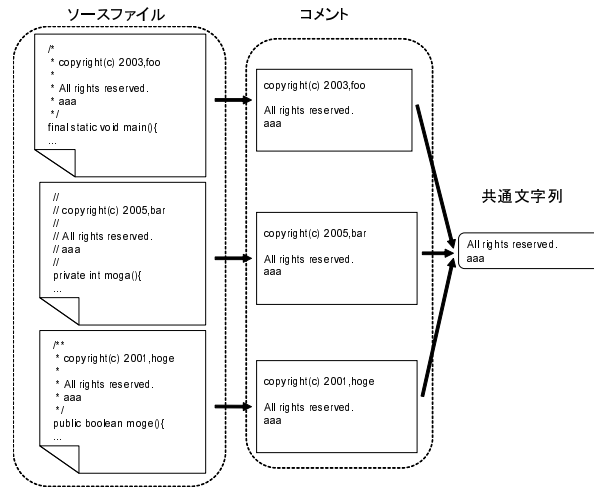 ソースファイル
コメント
/*
* copyright(c) 2003,foo
*
* All rights reserved.
* aaa
*/
final static void main(){
...
copyright(c) 2003,foo
All rights reserved.
aaa
//
// copyright(c) 2005,bar
//
// All rights reserved.
// aaa
//
private int moga(){
...
copyright(c) 2005,bar
All rights reserved.
aaa
共通文字列
All rights reserved.
aaa
/**
* copyright(c) 2001,hoge
*
* All rights reserved.
* aaa
*/
public boolean moge(){
...
copyright(c) 2001,hoge
All rights reserved.
aaa